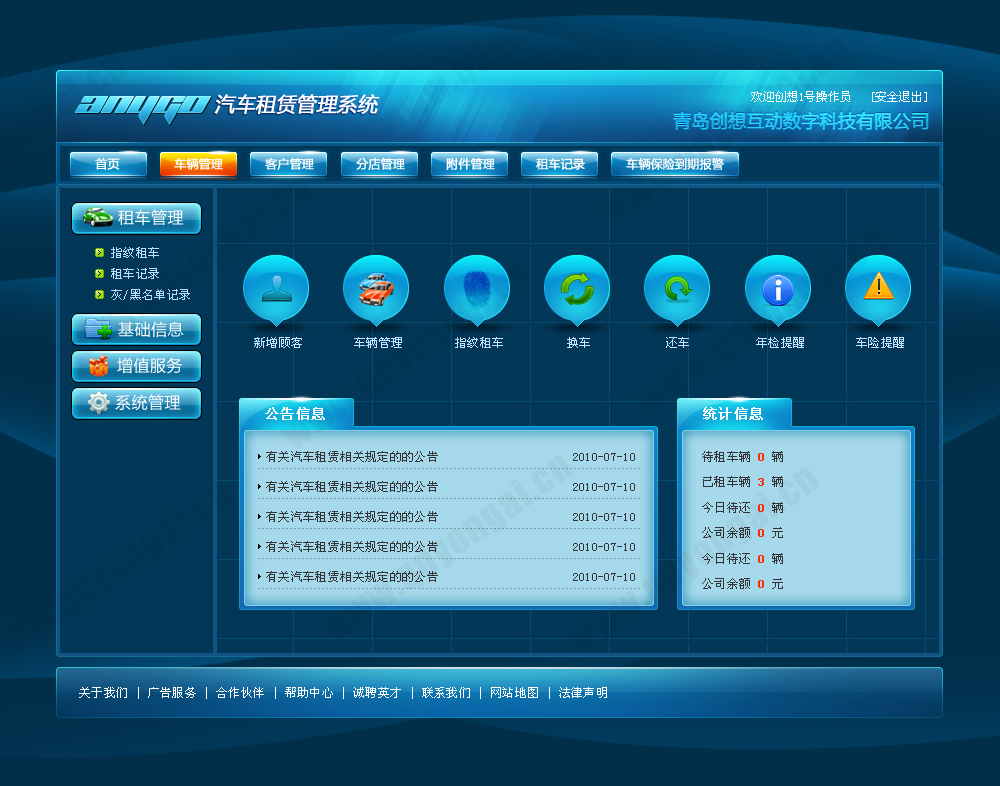 anygo 汽车租赁管理系统
欢迎创想1号操作员 [安全退出]
青岛创想互动数字科技有限公司
首页 车辆管理 客户管理 分店管理 附件管理 租车记录 车辆保险到期报警
租车管理
指纹租车
租车记录
灰/黑名单记录
基础信息
增值服务
系统管理
新增顾客 车辆管理 指纹租车 换车 还车 年检提醒 车险提醒
公告信息
有关汽车租赁相关规定的的公告 2010-07-10
有关汽车租赁相关规定的的公告 2010-07-10
有关汽车租赁相关规定的的公告 2010-07-10
有关汽车租赁相关规定的的公告 2010-07-10
有关汽车租赁相关规定的的公告 2010-07-10
统计信息
待租车辆 0 辆
已租车辆 3 辆
今日待还 0 辆
公司余额 0 元
今日待还 0 辆
公司余额 0 元
关于我们 | 广告服务 | 合作伙伴 | 帮助中心 | 诚聘英才 | 联系我们 | 网站地图 | 法律声明